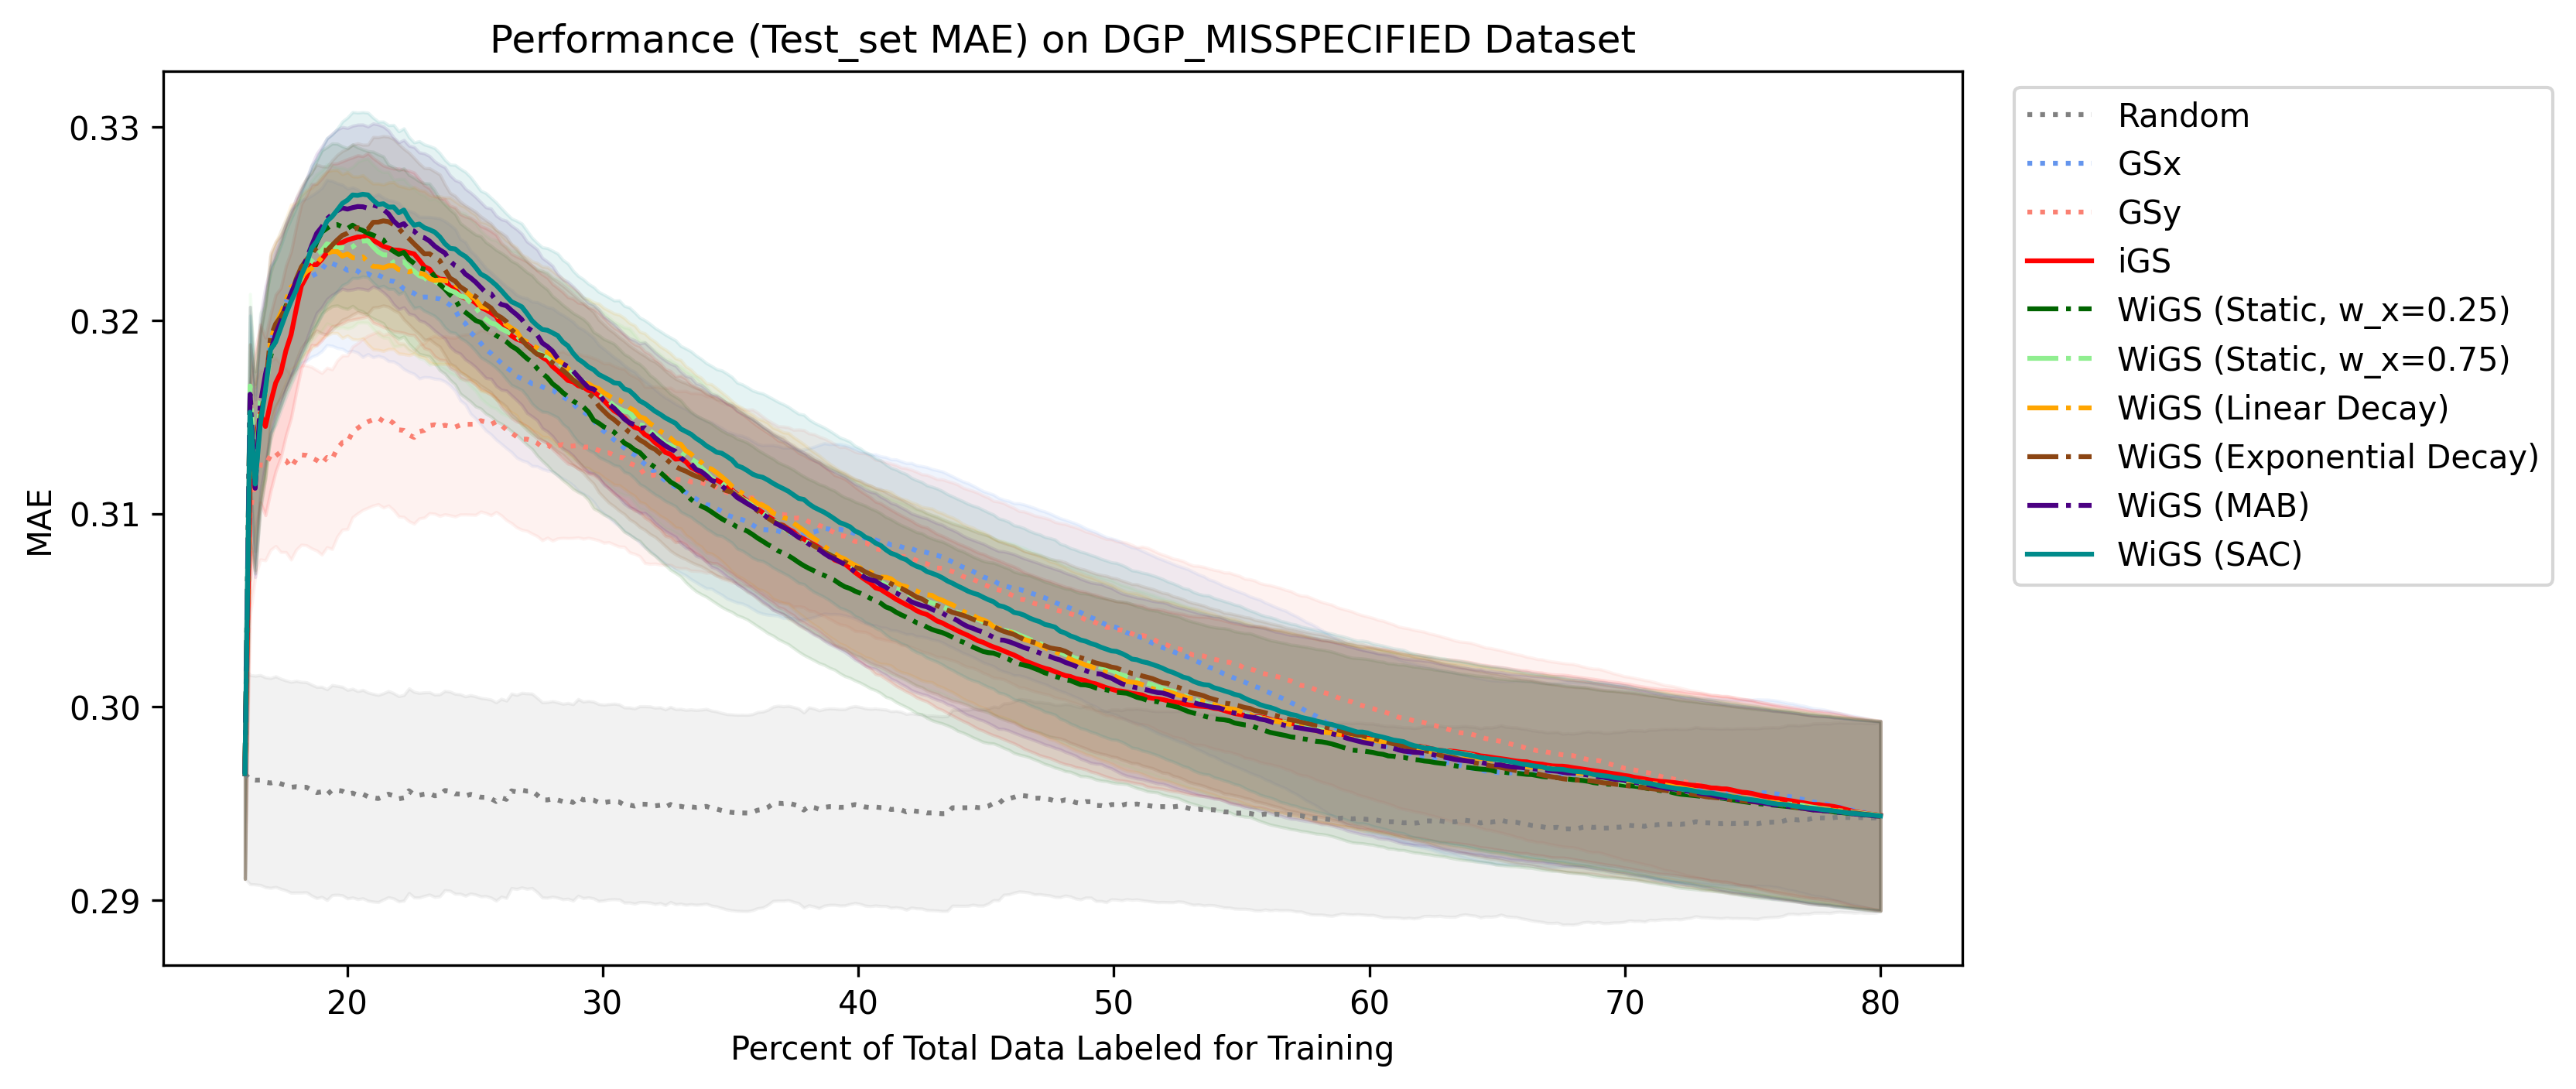 Performance (Test_set MAE) on DGP_MISSPECIFIED Dataset
MAE
0.33
0.32
0.31
0.30
0.29
20
30
40
50
60
70
80
Percent of Total Data Labeled for Training
Random
GSx
GSy
iGS
WiGS (Static, w_x=0.25)
WiGS (Static, w_x=0.75)
WiGS (Linear Decay)
WiGS (Exponential Decay)
WiGS (MAB)
WiGS (SAC)